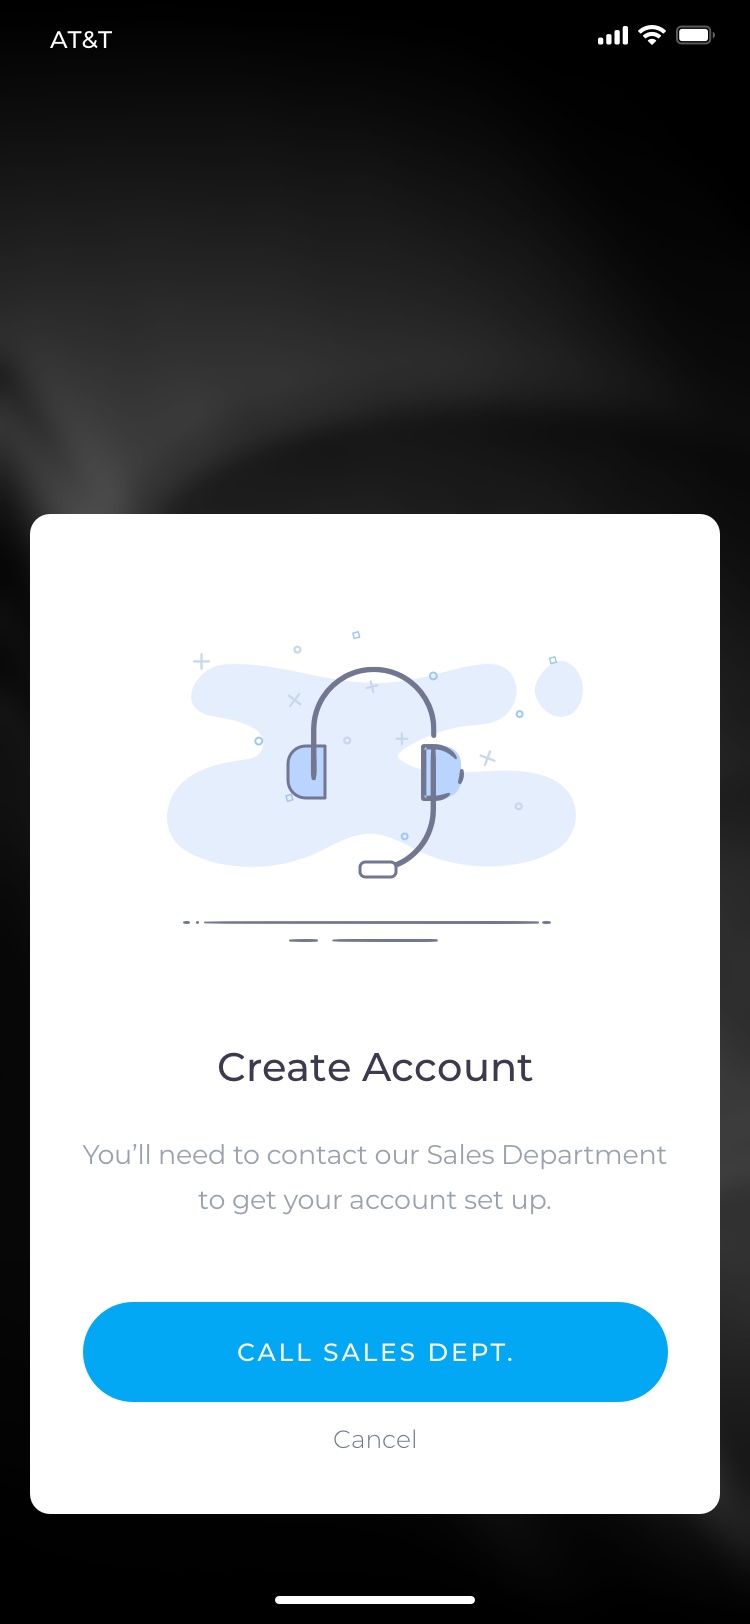 AT&T
Create Account
You’ll need to contact our Sales Department
to get your account set up.
CALL SALES DEPT.
Cancel